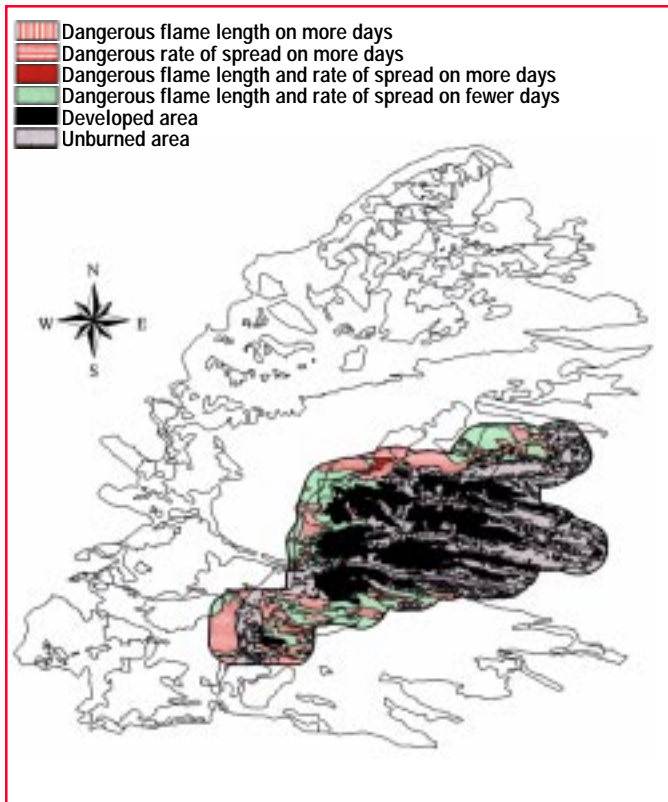 Dangerous flame length on more days
Dangerous rate of spread on more days
Dangerous flame length and rate of spread on more days
Dangerous flame length and rate of spread on fewer days
Developed area
Unburned area
N
W E
S